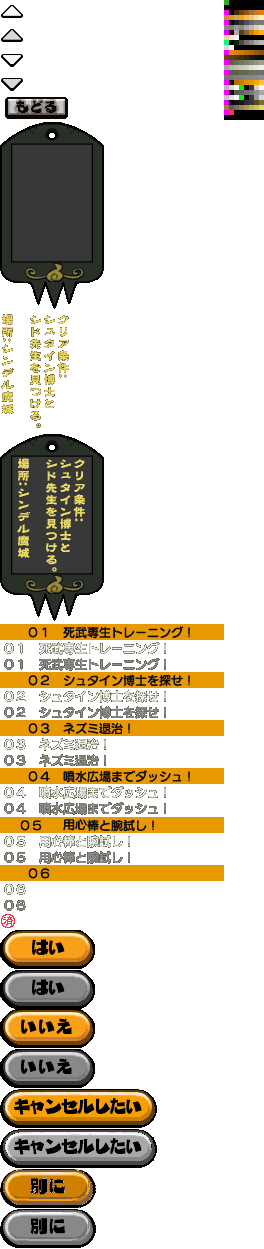 もどる
クリア条件:
シュタイン博士と
シド先生を見つける。
場所:シンデル廣城
クリア条件:
シュタイン博士と
シド先生を見つける。
場所:シンデル廣城
01 死武専生トレーニング！
01 死武専生トレーニング！
01 死武専生トレーニング！
02 シュタイン博士を探せ！
02 シュタイン博士を探せ！
02 シュタイン博士を探せ！
03 ネズミ退治！
03 ネズミ退治！
03 ネズミ退治！
04 噴水広場までダッシュ！
04 噴水広場までダッシュ！
04 噴水広場までダッシュ！
05 用心棒と腕試し！
05 用心棒と腕試し！
05 用心棒と腕試し！
06
06
06
消
はい
はい
いいえ
いいえ
キャンセルしたい
キャンセルしたい
別に
別に